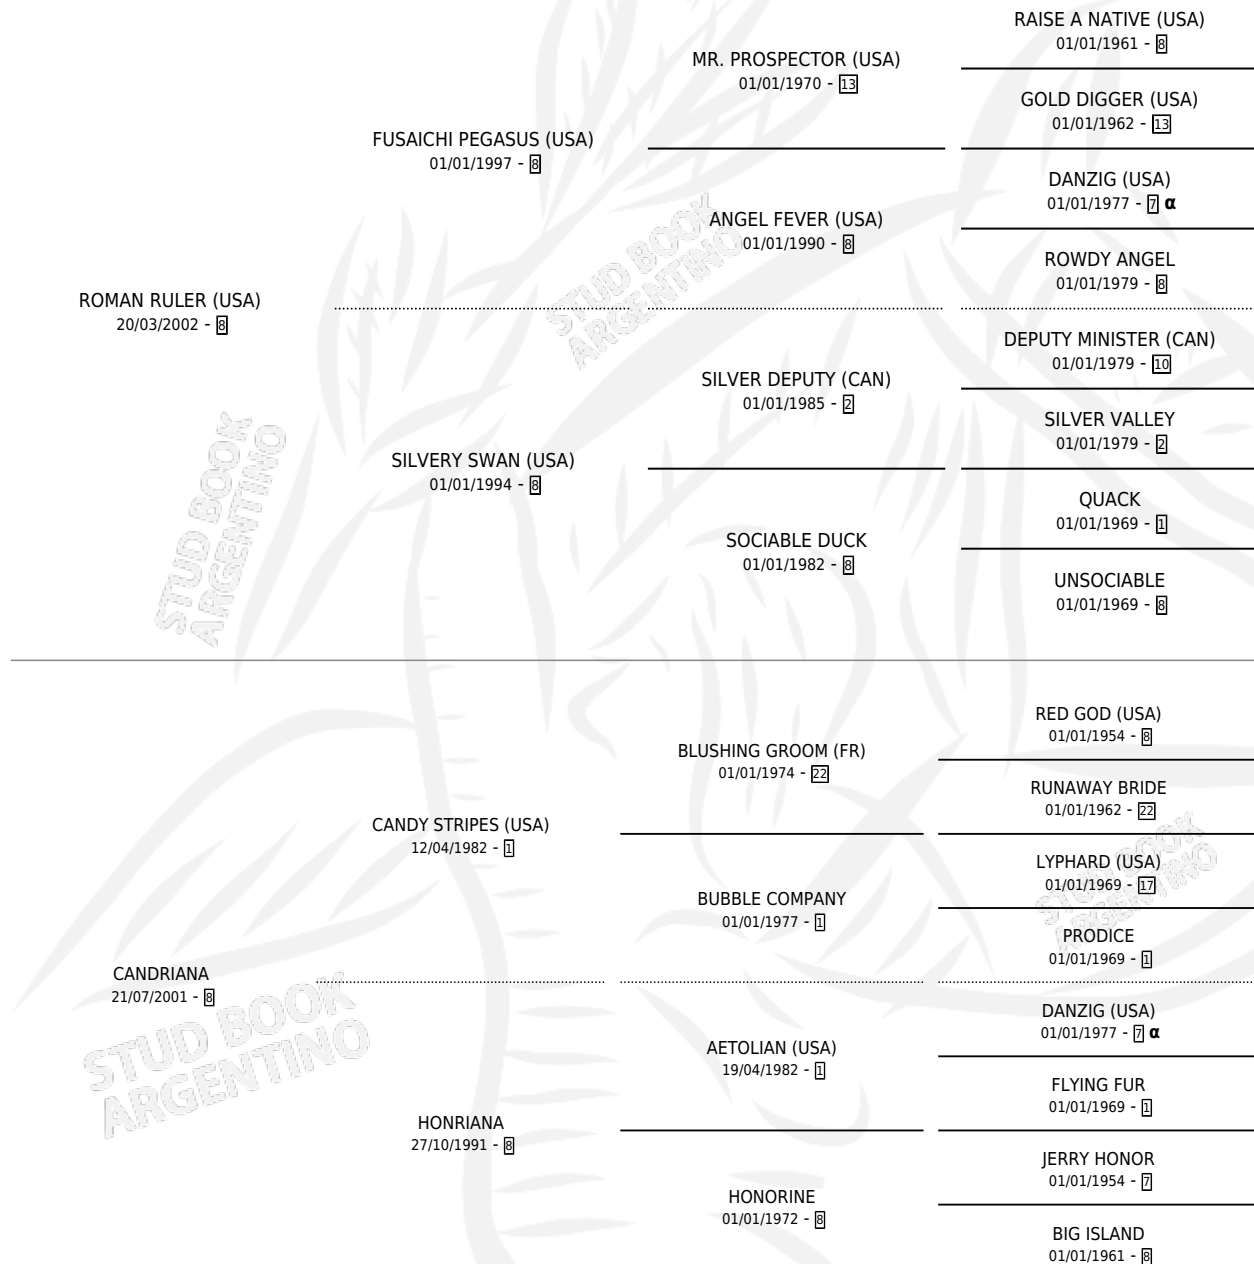 RAISE A NATIVE (USA)
01/01/1961 - 8
MR. PROSPECTOR (USA)
01/01/1970 - 13
GOLD DIGGER (USA)
01/01/1962 - 13
FUSAICHI PEGASUS (USA)
01/01/1997 - 8
DANZIG (USA)
01/01/1977 - 7 α
ANGEL FEVER (USA)
01/01/1990 - 8
ROWDY ANGEL
01/01/1979 - 8
STUD BOOK
ARGENTINO
ROMAN RULER (USA)
20/03/2002 - 8
DEPUTY MINISTER (CAN)
01/01/1979 - 10
SILVER DEPUTY (CAN)
01/01/1985 - 2
SILVER VALLEY
01/01/1979 - 2
SILVERY SWAN (USA)
01/01/1994 - 8
QUACK
01/01/1969 - 1
SOCIABLE DUCK
01/01/1982 - 8
UNSOCIABLE
01/01/1969 - 8
STUD BOOK
ARGENTINO
RED GOD (USA)
01/01/1954 - 8
BLUSHING GROOM (FR)
01/01/1974 - 22
RUNAWAY BRIDE
01/01/1962 - 22
CANDY STRIPES (USA)
12/04/1982 - 1
LYPHARD (USA)
01/01/1969 - 17
BUBBLE COMPANY
01/01/1977 - 1
PRODICE
01/01/1969 - 1
STUD BOOK
ARGENTINO
CANDRIANA
21/07/2001 - 8
DANZIG (USA)
01/01/1977 - 7 α
AETOLIAN (USA)
19/04/1982 - 1
FLYING FUR
01/01/1969 - 1
STUD BOOK
ARGENTINO
HONRIANA
27/10/1991 - 8
JERRY HONOR
01/01/1954 - 7
HONORINE
01/01/1972 - 8
BIG ISLAND
01/01/1961 - 8